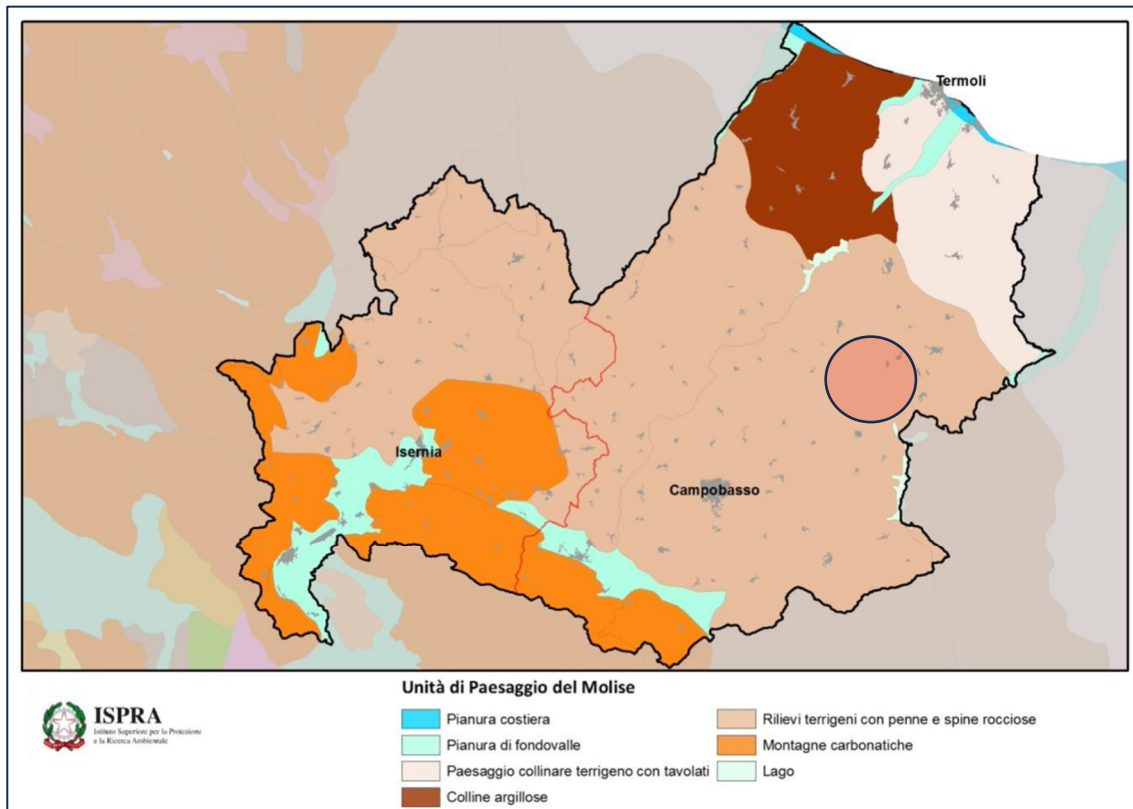 Termoli
Isernia
Campobasso
Unità di Paesaggio del Molise
ISPRA
Istituto Superiore per la Protezione
e la Ricerca Ambientale
Pianura costiera
Pianura di fondovalle
Paesaggio collinare terrigeno con tavolati
Colline argillose
Rilievi terrigeni con penne e spine rocciose
Montagne carbonatiche
Lago